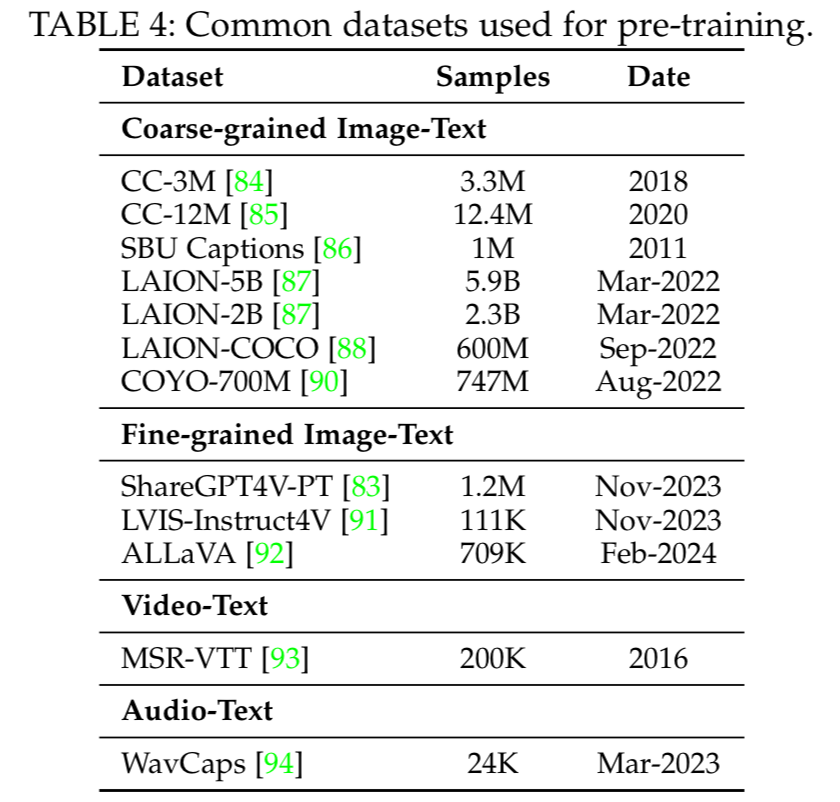 TABLE 4: Common datasets used for pre-training.
Dataset Samples Date
Coarse-grained Image-Text
CC-3M [84] 3.3M 2018
CC-12M [85] 12.4M 2020
SBU Captions [86] 1M 2011
LAION-5B [87] 5.9B Mar-2022
LAION-2B [87] 2.3B Mar-2022
LAION-COCO [88] 600M Sep-2022
COYO-700M [90] 747M Aug-2022
Fine-grained Image-Text
ShareGPT4V-PT [83] 1.2M Nov-2023
LVIS-Instruct4V [91] 111K Nov-2023
ALLaVA [92] 709K Feb-2024
Video-Text
MSR-VTT [93] 200K 2016
Audio-Text
WavCaps [94] 24K Mar-2023